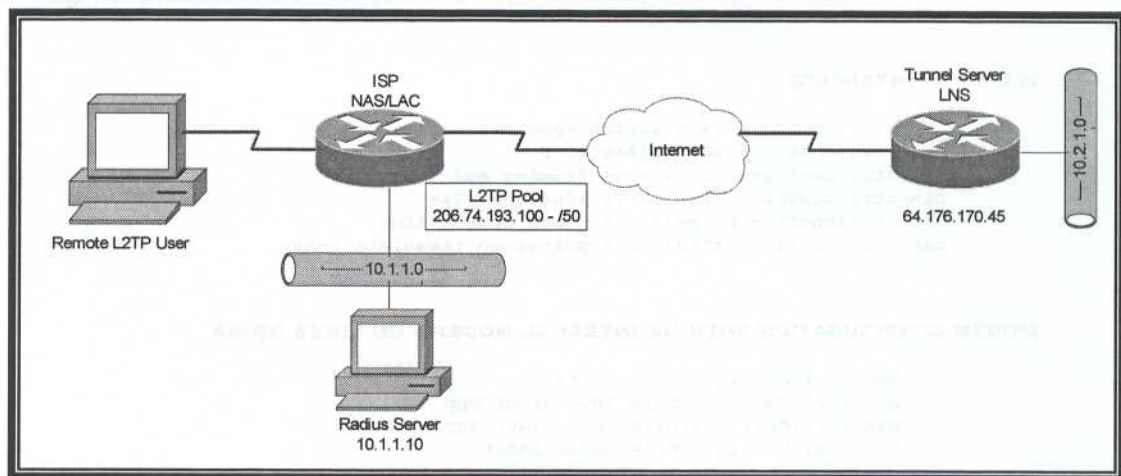 ISP
NAS/LAC
Tunnel Server
LNS
Internet
10.2.1.0
L2TP Pool
206.74.193.100 - /50
64.176.170.45
Remote L2TP User
10.1.1.0
Radius Server
10.1.1.10